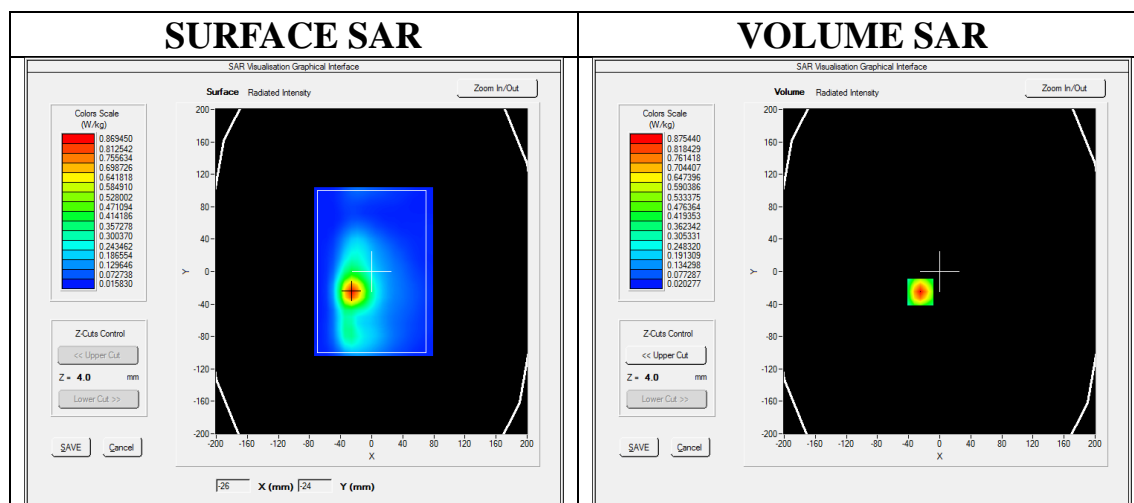 SURFACE SAR
SAR Visualisation Graphical Interface
Surface Radiated Intensity
Zoom In/Out
Colors Scale
(W/kg)
0.869450
0.812542
0.755634
0.698726
0.641818
0.584910
0.528002
0.471094
0.414186
0.357278
0.300370
0.243462
0.186554
0.129646
0.072738
0.015830
200
160
120
80
40
Y 0
-40
-80
-120
-160
-200
-200 -160 -120 -80 -40 0 40 80 120 160 200
X
Z-Cuts Control
<< Upper Cut
Z = 4.0 mm
Lower Cut >>
SAVE Cancel
-26 X (mm) -24 Y (mm)
VOLUME SAR
SAR Visualisation Graphical Interface
Volume Radiated Intensity
Zoom In/Out
Colors Scale
(W/kg)
0.875440
0.818429
0.761418
0.704407
0.647396
0.590386
0.533375
0.476364
0.419353
0.362342
0.305331
0.248320
0.191309
0.134298
0.077287
0.020277
200
160
120
80
40
Y 0
-40
-80
-120
-160
-200
-200 -160 -120 -80 -40 0 40 80 120 160 200
X
Z-Cuts Control
<< Upper Cut
Z = 4.0 mm
Lower Cut >>
SAVE Cancel